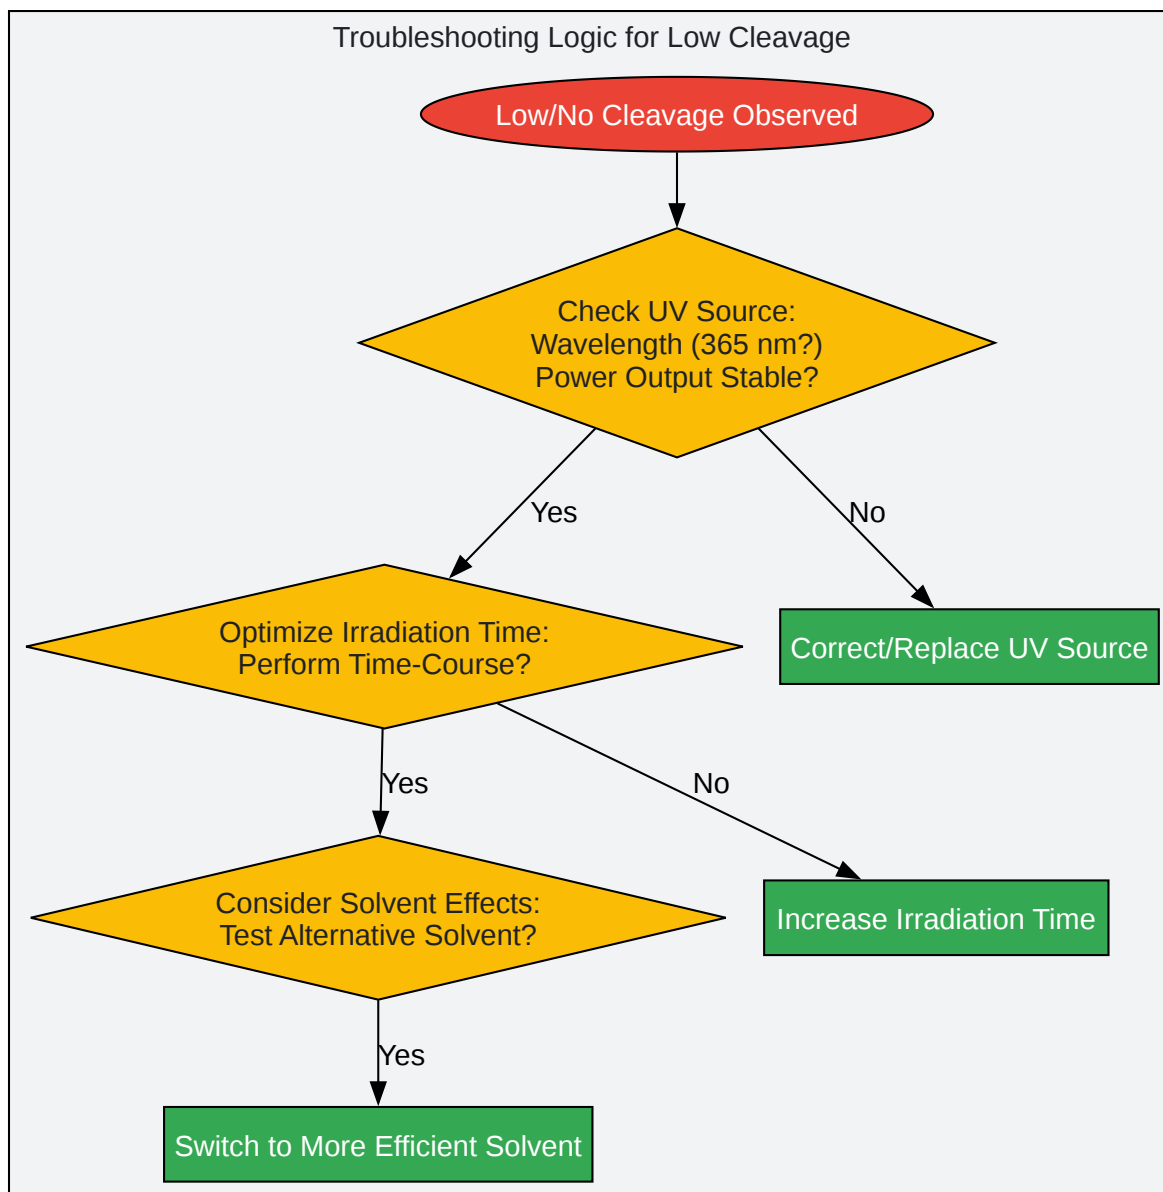 Troubleshooting Logic for Low Cleavage
Low/No Cleavage Observed
Check UV Source:
Wavelength (365 nm?)
Power Output Stable?
Yes
No
Optimize Irradiation Time:
Perform Time-Course?
Correct/Replace UV Source
Yes
No
Consider Solvent Effects:
Test Alternative Solvent?
Increase Irradiation Time
Yes
Switch to More Efficient Solvent